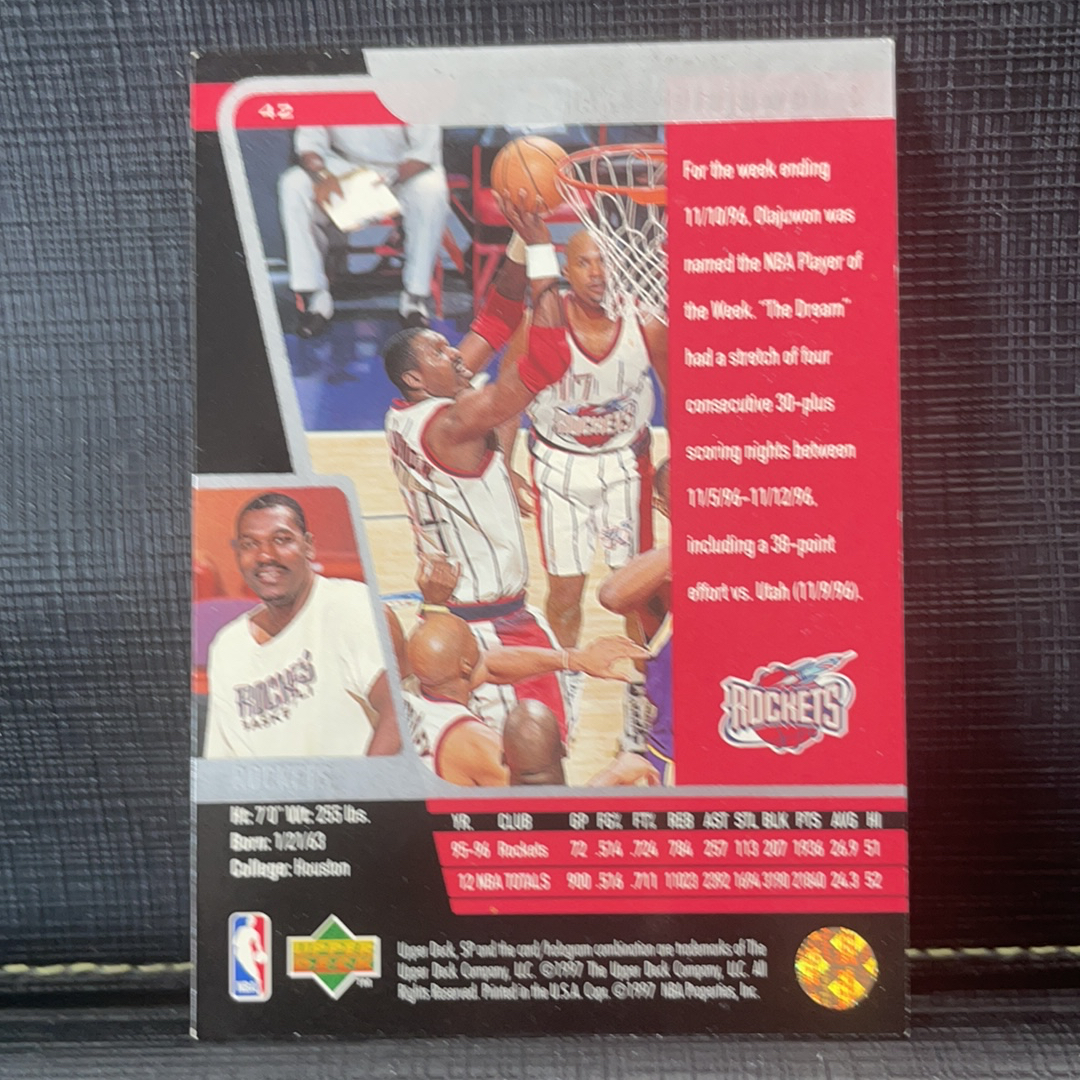 42
For the week ending
11/10/96, Olajuwon was
named the NBA Player of
the Week. "The Dream"
had a stretch of four
consecutive 30-plus
scoring nights between
11/5/96-11/12/96,
including a 38-point
effort vs. Utah (11/9/96).
ROCKETS
ROCKETS
ROCKETS
ROCKETS
Ht: 7'0" Wt: 255 lbs.
Born: 1/21/63
College: Houston
YR. CLUB GP FG% FT% REB AST STL BLK PTS AVG HI
95-96 Rockets 72 .514 .724 784 257 113 207 1936 26.9 51
12 NBA TOTALS 900 .516 .711 11023 2392 1694 3190 21840 24.3 52
NBA
UPPER DECK
Upper Deck, SP and the card/hologram combination are trademarks of The
Upper Deck Company, LLC. ©1997 The Upper Deck Company, LLC. All
Rights Reserved. Printed in the U.S.A. Copr. ©1997 NBA Properties, Inc.